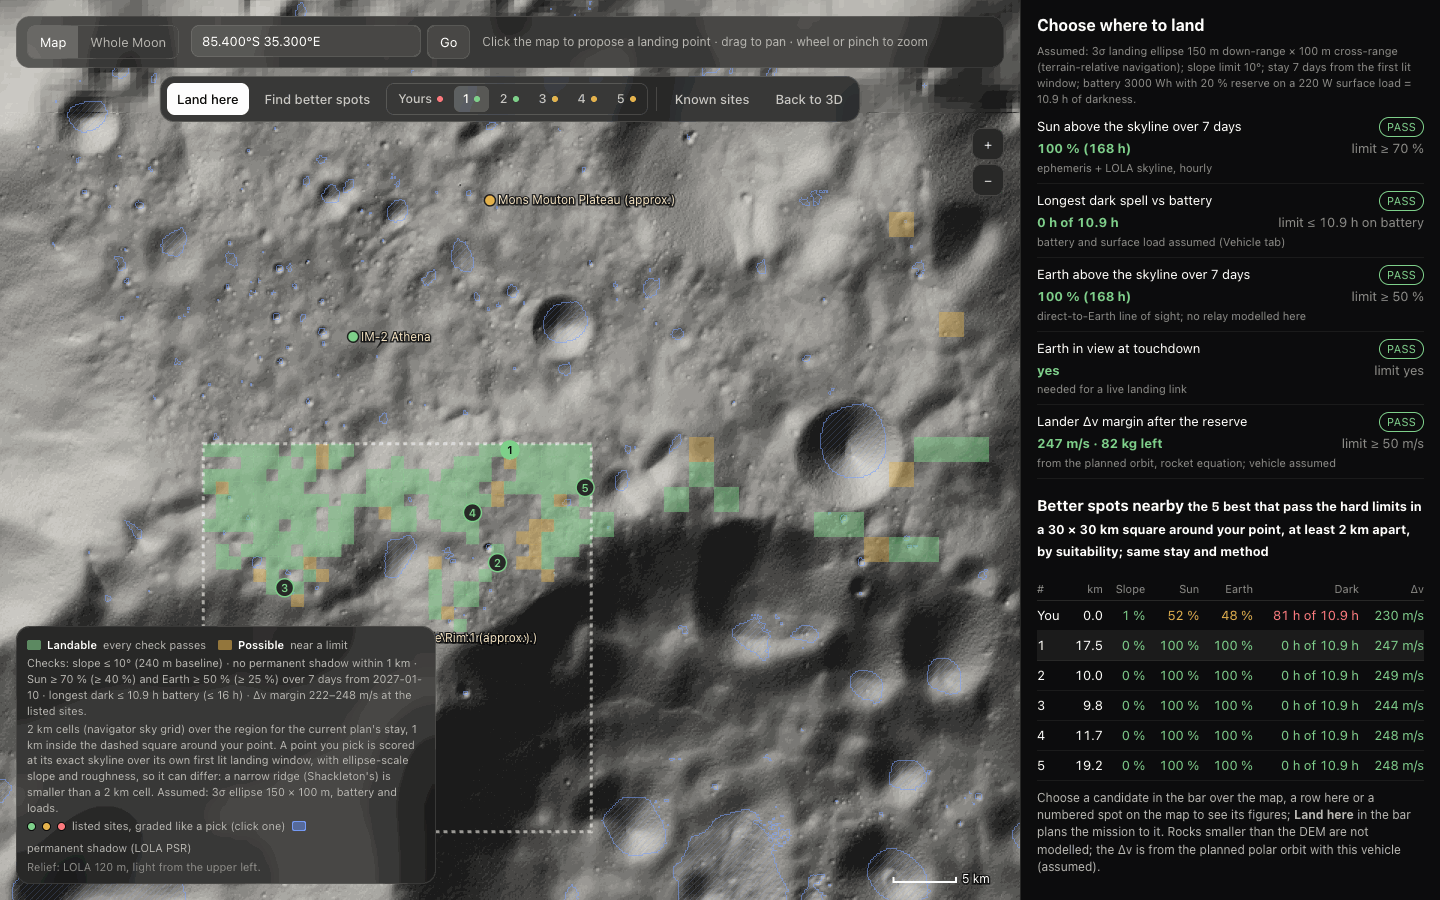 Map
Whole Moon
85.400°S 35.300°E
Go
Click the map to propose a landing point · drag to pan · wheel or pinch to zoom
Land here
Find better spots
Yours
1
2
3
4
5
Known sites
Back to 3D
+
−
Mons Mouton Plateau (approx.)
IM-2 Athena
1
5
4
2
3
(approx.)
Landable every check passes Possible near a limit
Checks: slope ≤ 10° (240 m baseline) · no permanent shadow within 1 km ·
Sun ≥ 70 % (≥ 40 %) and Earth ≥ 50 % (≥ 25 %) over 7 days from 2027-01-
10 · longest dark ≤ 10.9 h battery (≤ 16 h) · Δv margin 222–248 m/s at the
listed sites.
2 km cells (navigator sky grid) over the region for the current plan's stay, 1
km inside the dashed square around your point. A point you pick is scored
at its exact skyline over its own first lit landing window, with ellipse-scale
slope and roughness, so it can differ: a narrow ridge (Shackleton's) is
smaller than a 2 km cell. Assumed: 3σ ellipse 150 × 100 m, battery and
loads.
listed sites, graded like a pick (click one)
permanent shadow (LOLA PSR)
Relief: LOLA 120 m, light from the upper left.
5 km
Choose where to land
Assumed: 3σ landing ellipse 150 m down-range × 100 m cross-range
(terrain-relative navigation); slope limit 10°; stay 7 days from the first lit
window; battery 3000 Wh with 20 % reserve on a 220 W surface load =
10.9 h of darkness.
Sun above the skyline over 7 days PASS
100 % (168 h) limit ≥ 70 %
ephemeris + LOLA skyline, hourly
Longest dark spell vs battery PASS
0 h of 10.9 h limit ≤ 10.9 h on battery
battery and surface load assumed (Vehicle tab)
Earth above the skyline over 7 days PASS
100 % (168 h) limit ≥ 50 %
direct-to-Earth line of sight; no relay modelled here
Earth in view at touchdown PASS
yes limit yes
needed for a live landing link
Lander Δv margin after the reserve PASS
247 m/s · 82 kg left limit ≥ 50 m/s
from the planned orbit, rocket equation; vehicle assumed
Better spots nearby the 5 best that pass the hard limits in
a 30 × 30 km square around your point, at least 2 km apart,
by suitability; same stay and method
# km Slope Sun Earth Dark Δv
You 0.0 1 % 52 % 48 % 81 h of 10.9 h 230 m/s
1 17.5 0 % 100 % 100 % 0 h of 10.9 h 247 m/s
2 10.0 0 % 100 % 100 % 0 h of 10.9 h 249 m/s
3 9.8 0 % 100 % 100 % 0 h of 10.9 h 244 m/s
4 11.7 0 % 100 % 100 % 0 h of 10.9 h 248 m/s
5 19.2 0 % 100 % 100 % 0 h of 10.9 h 248 m/s
Choose a candidate in the bar over the map, a row here or a
numbered spot on the map to see its figures; Land here in the bar
plans the mission to it. Rocks smaller than the DEM are not
modelled; the Δv is from the planned polar orbit with this vehicle
(assumed).